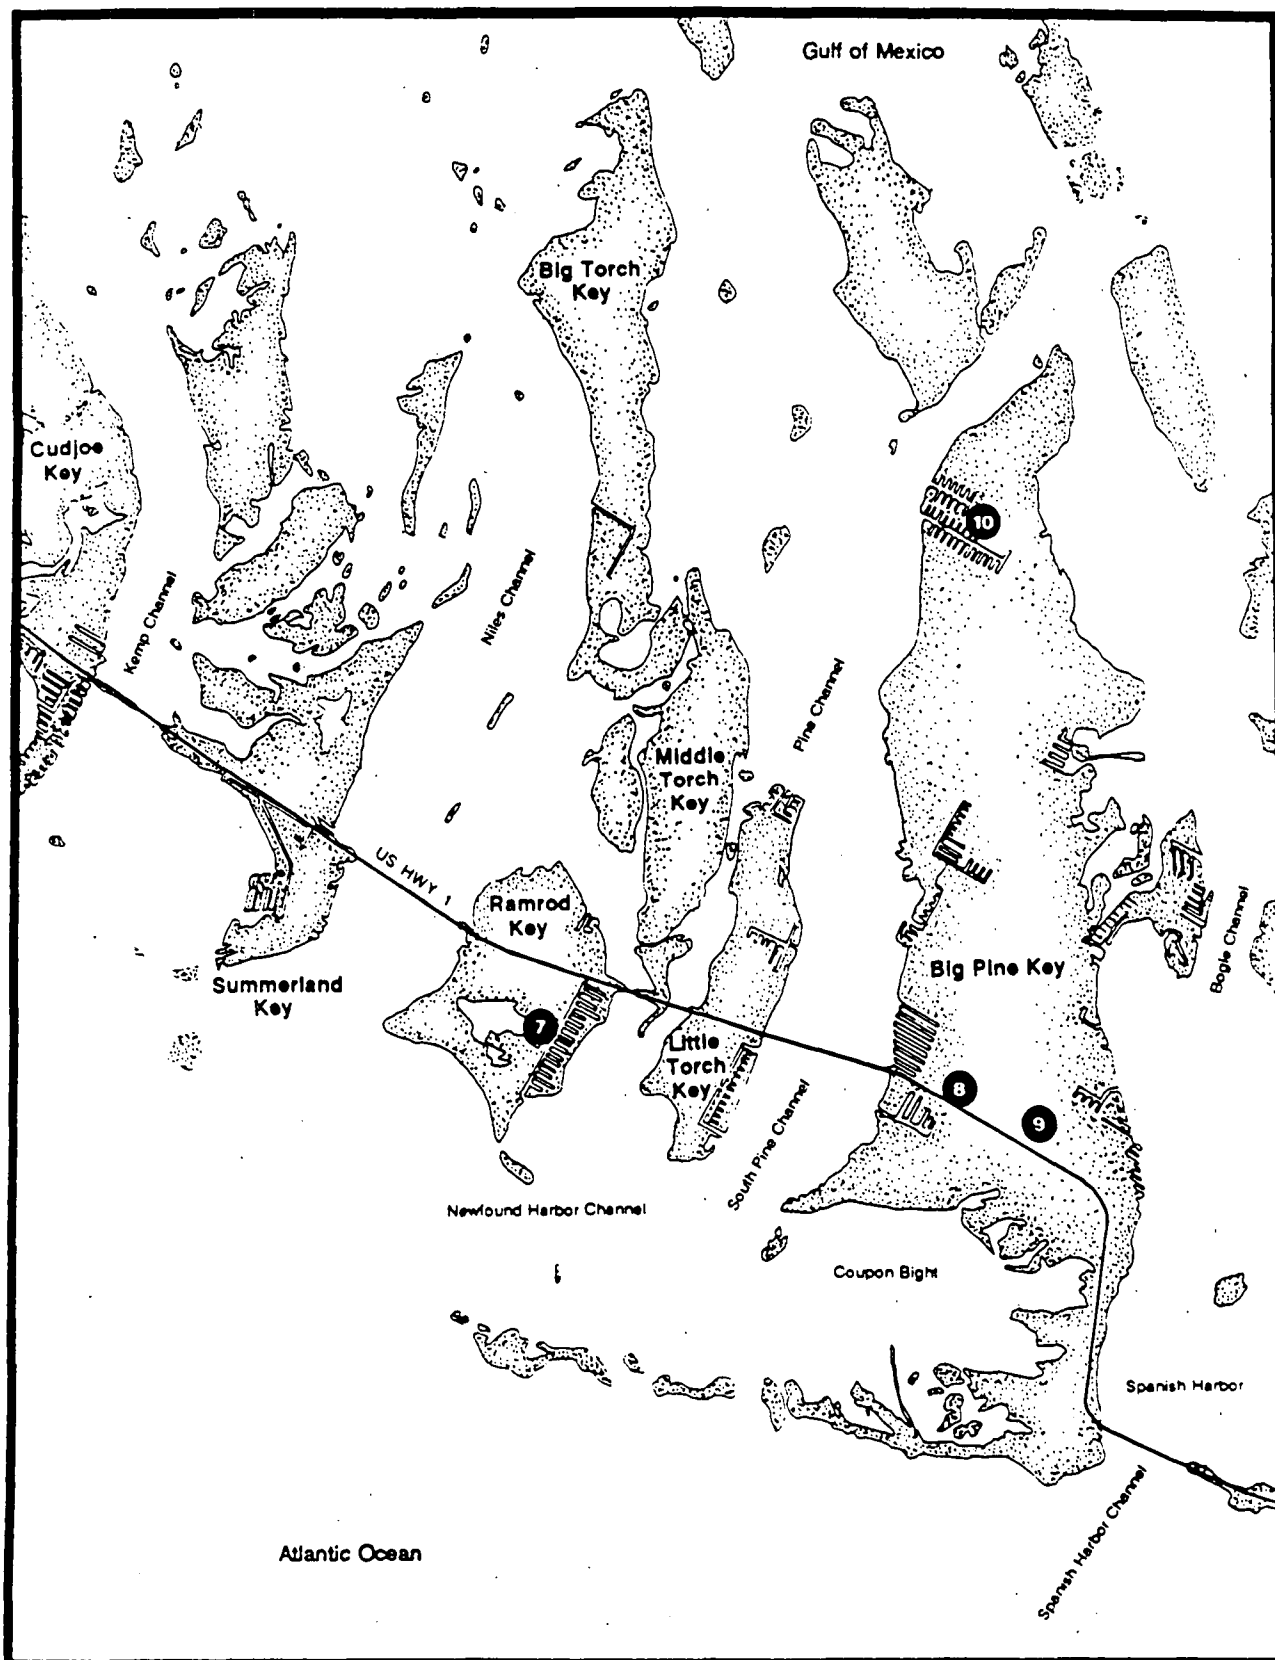 Gulf of Mexico
Big Torch
Key
Cudjoe
Key
10
Kemp Channel
Niles Channel
Pine Channel
Middle
Torch
Key
US HWY 1
Ramrod
Key
Big Pine Key
Bogle Channel
Summerland
Key
7
Little
Torch
Key
8
9
South Pine Channel
Newfound Harbor Channel
Coupon Bight
Spanish Harbor
Spanish Harbor Channel
Atlantic Ocean